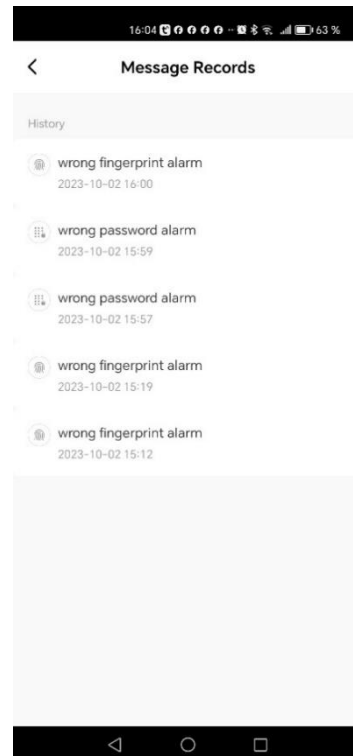 16:04 63 %
Message Records
History
wrong fingerprint alarm
2023-10-02 16:00
wrong password alarm
2023-10-02 15:59
wrong password alarm
2023-10-02 15:57
wrong fingerprint alarm
2023-10-02 15:19
wrong fingerprint alarm
2023-10-02 15:12